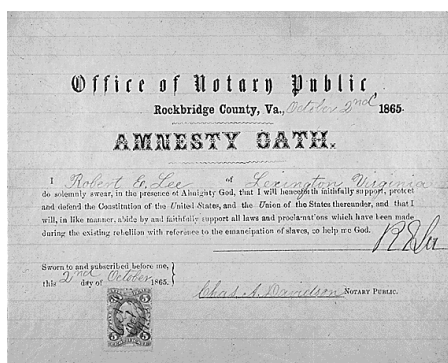 Office of Notary Public
Rockbridge County, Va., October 2nd 1865.
AMNESTY OATH.
I Robert E. Lee of Lexington Virginia
do solemnly swear, in the presence of Almighty God, that I will henceforth faithfully support, protect
and defend the Constitution of the United States, and the Union of the States thereunder, and that I
will, in like manner, abide by and faithfully support all laws and proclamations which have been made
during the existing rebellion with reference to the emancipation of slaves, so help me God.
R E Lee
Sworn to and subscribed before me,
this 2nd day of October 1865.
Chas. A. Davidson NOTARY PUBLIC.
5 5
5 5